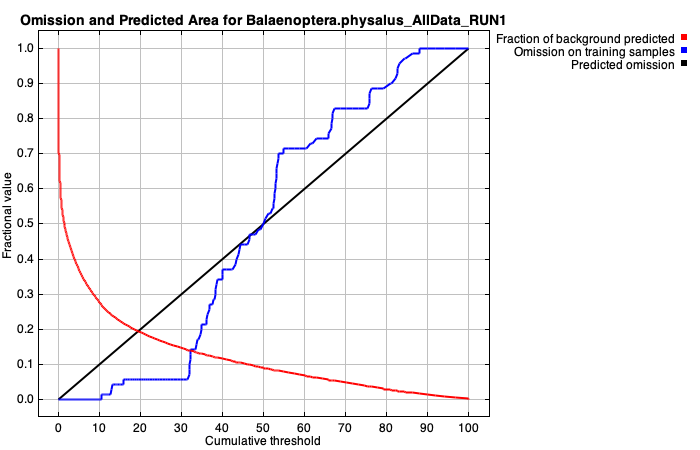 Omission and Predicted Area for Balaenoptera.physalus_AllData_RUN1
Fraction of background predicted
Omission on training samples
Predicted omission
1.0
0.9
0.8
0.7
0.6
0.5
0.4
0.3
0.2
0.1
0.0
Fractional value
0 10 20 30 40 50 60 70 80 90 100
Cumulative threshold